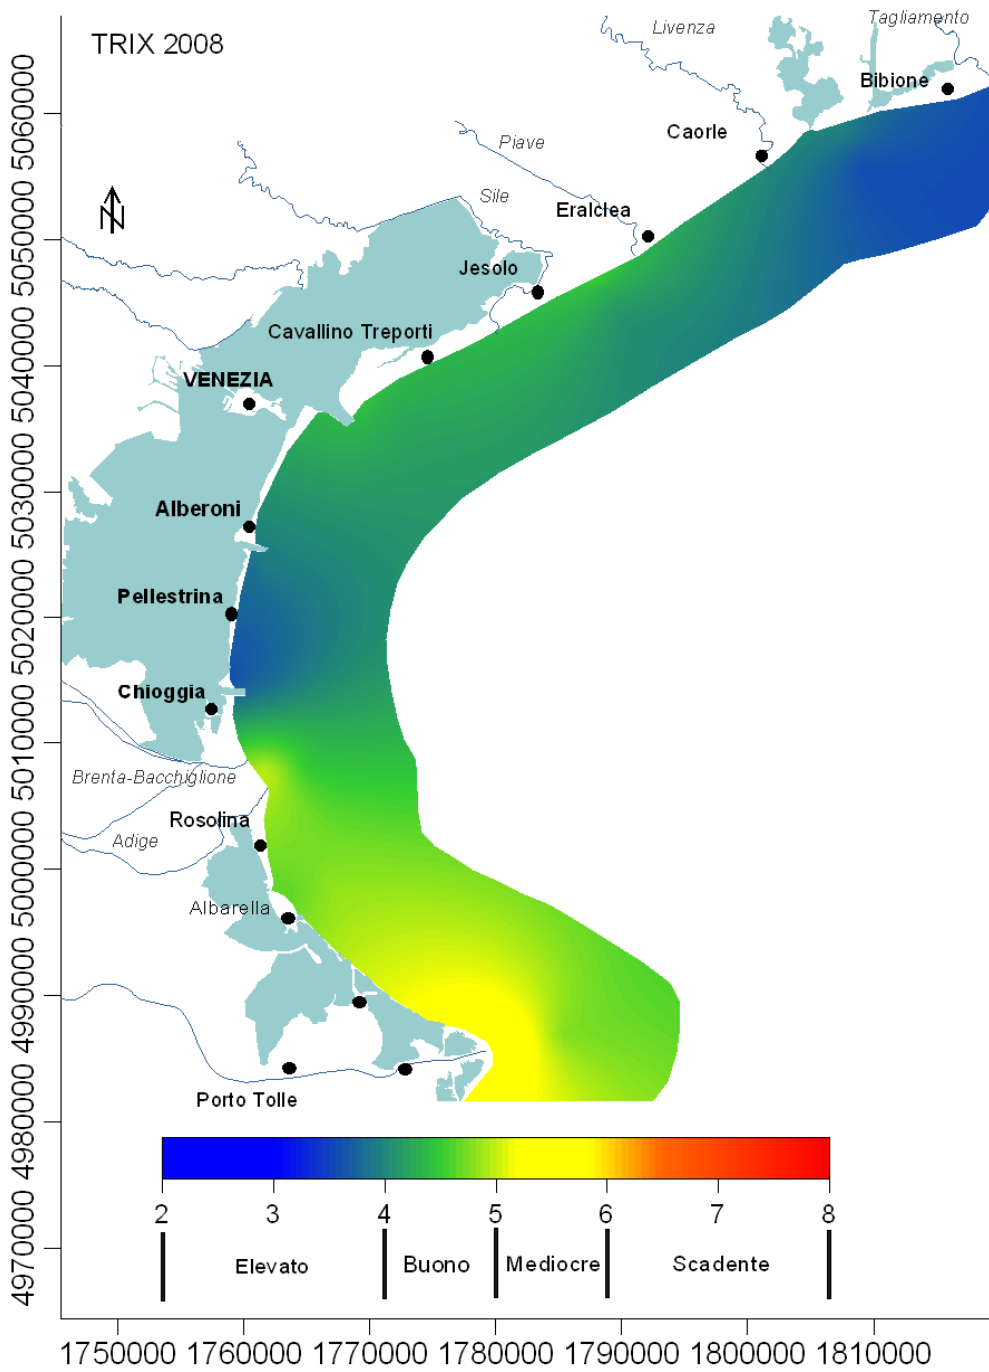 TRIX 2008
Tagliamento
Livenza
Bibione
Caorle
Piave
Sile
Eralclea
Jesolo
Cavallino Treporti
VENEZIA
Alberoni
Pellestrina
Chioggia
Brenta-Bacchiglione
Rosolina
Adige
Albarella
Porto Tolle
N
5060000
5050000
5040000
5030000
5020000
5010000
5000000
4990000
4980000
4970000
2 3 4 5 6 7 8
Elevato Buono Mediocre Scadente
1750000 1760000 1770000 1780000 1790000 1800000 1810000